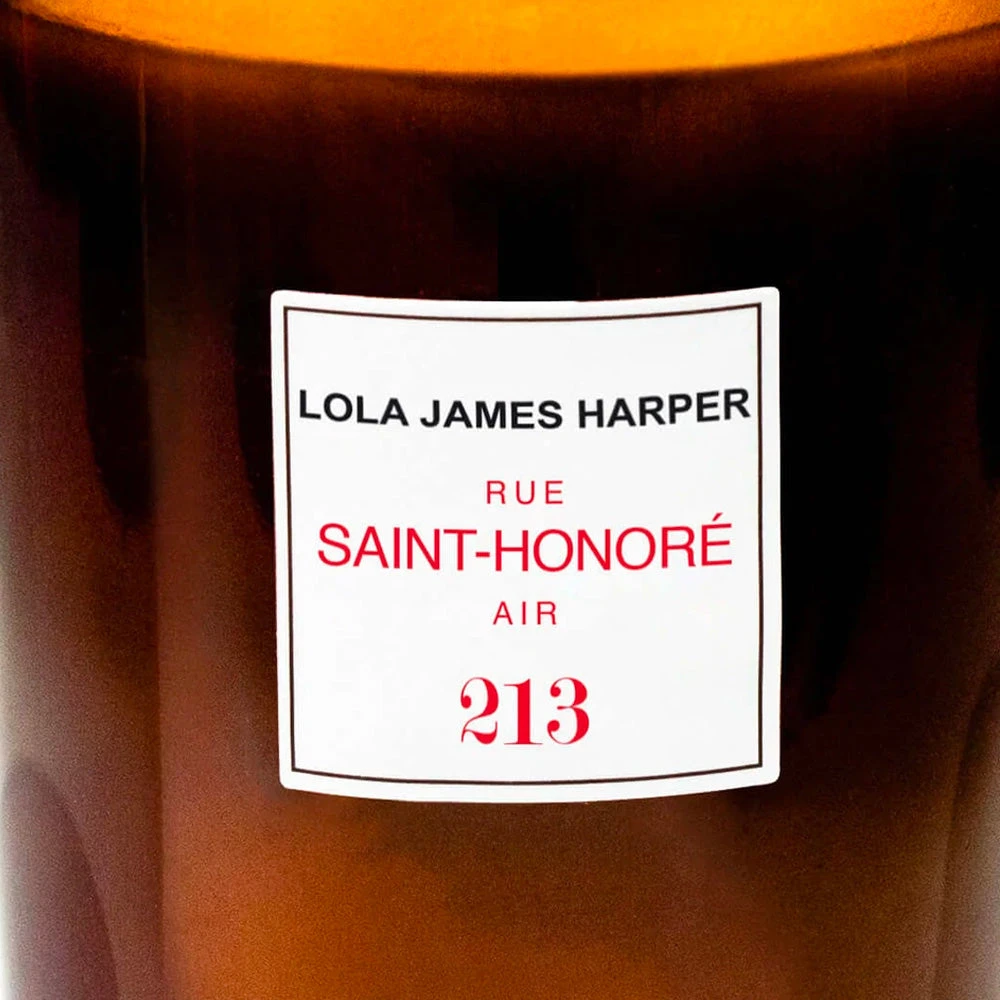 LOLA JAMES HARPER
RUE
SAINT-HONORÉ
AIR
213